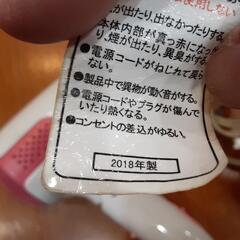 使用しない
が出たり、出なかったりする
本体内部が真っ赤になったり
、煙が出たり、異臭がする。
●電源コードがねじれて戻ら
ない。
●製品中で異物が動く音がする。
●電源コードやプラグが傷んで
いたり熱くなる。
●コンセントの差込がゆるい。
2018年製